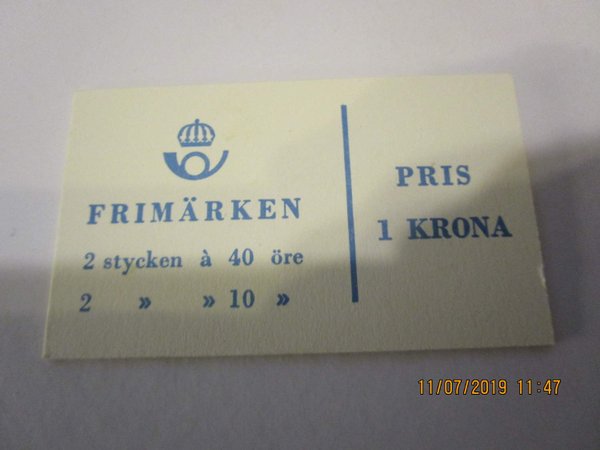 FRIMÄRKEN
2 stycken à 40 öre
2 » » 10 »
PRIS
1 KRONA
11/07/2019 11:47